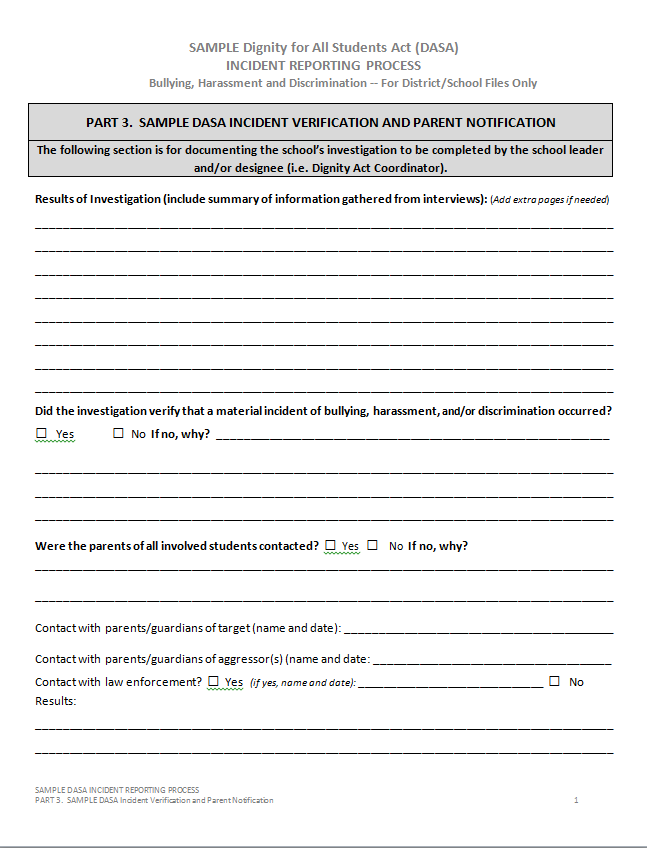 SAMPLE Dignity for All Students Act (DASA)
INCIDENT REPORTING PROCESS
Bullying, Harassment and Discrimination -- For District/School Files Only
PART 3. SAMPLE DASA INCIDENT VERIFICATION AND PARENT NOTIFICATION
The following section is for documenting the school's investigation to be completed by the school leader
and/or designee (i.e. Dignity Act Coordinator).
Results of Investigation (include summary of information gathered from interviews): (Add extra pages if needed)
Did the investigation verify that a material incident of bullying, harassment, and/or discrimination occurred?
☐ Yes ☐ No If no, why? ____________
Were the parents of all involved students contacted? ☐ Yes ☐ No If no, why?
Contact with parents/guardians of target (name and date): ____________
Contact with parents/guardians of aggressor(s) (name and date: ____________
Contact with law enforcement? ☐ Yes (if yes, name and date): ____________ ☐ No
Results:
SAMPLE DASA INCIDENT REPORTING PROCESS
PART 3. SAMPLE DASA Incident Verification and Parent Notification 1